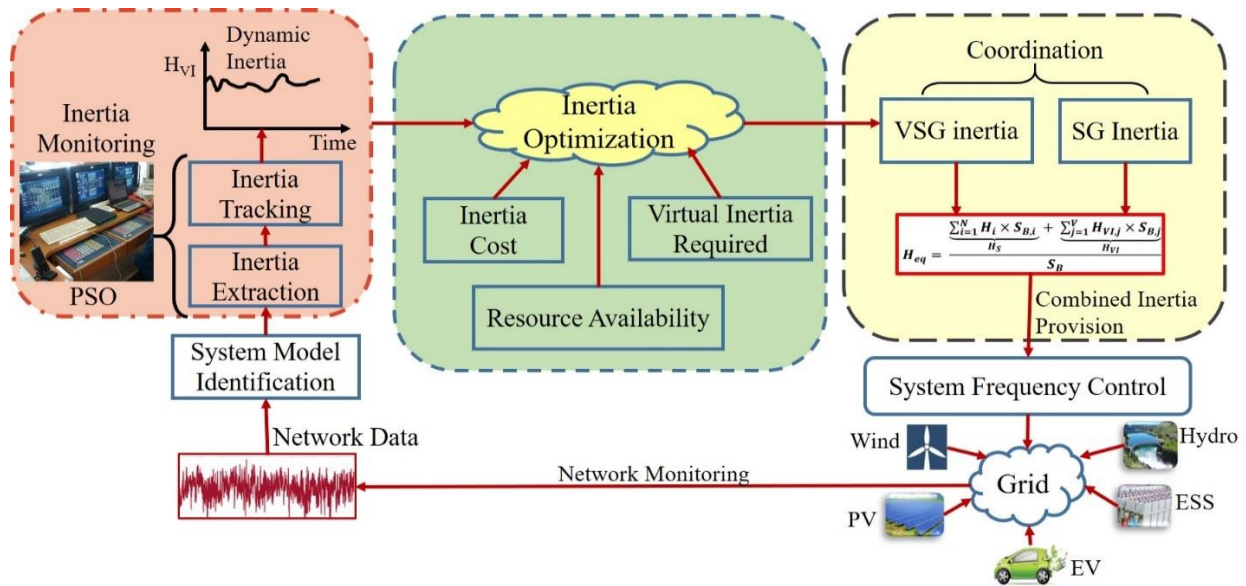 Dynamic
Inertia
H_VI
Time
Inertia
Monitoring
Inertia
Tracking
Inertia
Extraction
PSO
System Model
Identification
Network Data
Inertia
Optimization
Inertia
Cost
Virtual Inertia
Required
Resource Availability
Coordination
VSG inertia
SG Inertia
H_eq = (∑_{i=1}^{N} H_i × S_{B,i} + ∑_{j=1}^{V} H_{VI,j} × S_{B,j}) / S_B
H_S
H_VI
Combined Inertia
Provision
System Frequency Control
Wind
Hydro
Grid
PV
ESS
EV
Network Monitoring